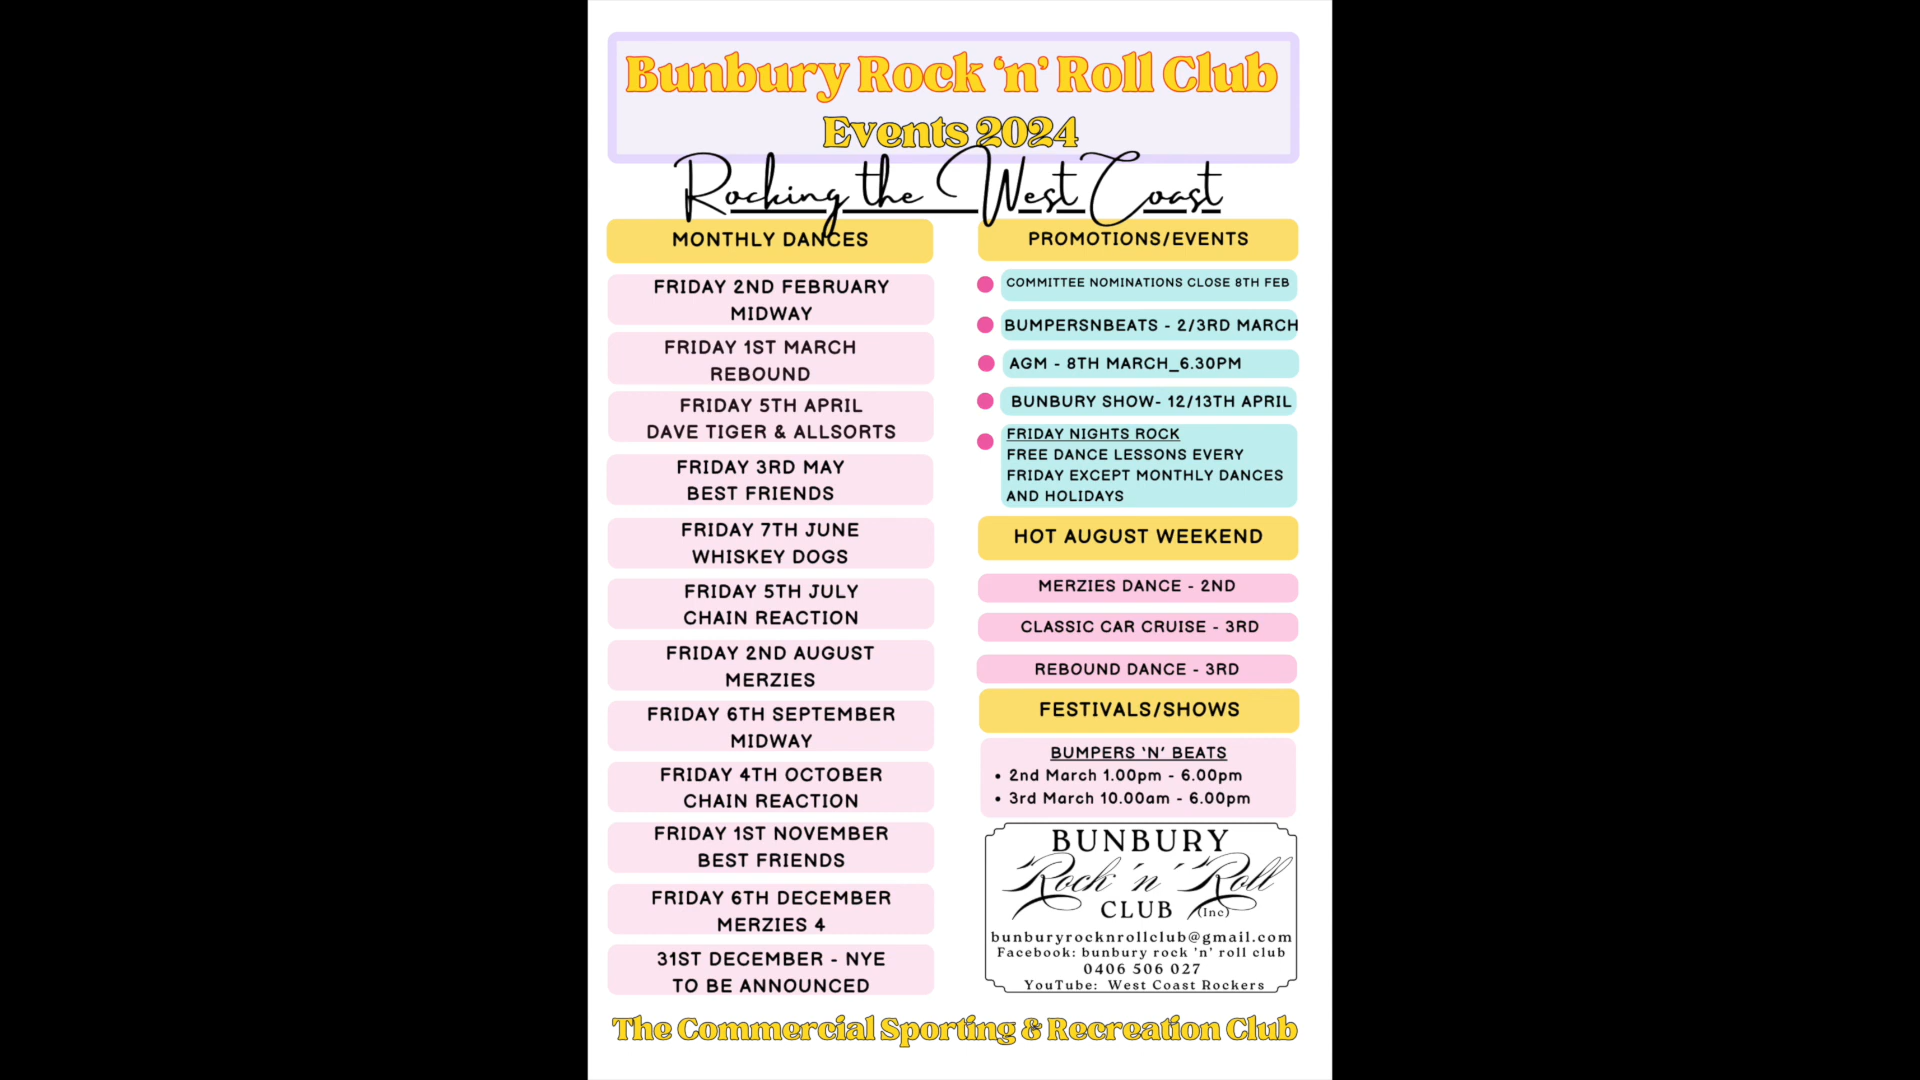 Bunbury Rock ‘n’ Roll Club
Events 2024
Rocking the West Coast
MONTHLY DANCES
FRIDAY 2ND FEBRUARY
MIDWAY
FRIDAY 1ST MARCH
REBOUND
FRIDAY 5TH APRIL
DAVE TIGER & ALLSORTS
FRIDAY 3RD MAY
BEST FRIENDS
FRIDAY 7TH JUNE
WHISKEY DOGS
FRIDAY 5TH JULY
CHAIN REACTION
FRIDAY 2ND AUGUST
MERZIES
FRIDAY 6TH SEPTEMBER
MIDWAY
FRIDAY 4TH OCTOBER
CHAIN REACTION
FRIDAY 1ST NOVEMBER
BEST FRIENDS
FRIDAY 6TH DECEMBER
MERZIES 4
31ST DECEMBER - NYE
TO BE ANNOUNCED
PROMOTIONS/EVENTS
COMMITTEE NOMINATIONS CLOSE 8TH FEB
BUMPERSNBEATS - 2/3RD MARCH
AGM - 8TH MARCH_6.30PM
BUNBURY SHOW- 12/13TH APRIL
FRIDAY NIGHTS ROCK
FREE DANCE LESSONS EVERY
FRIDAY EXCEPT MONTHLY DANCES
AND HOLIDAYS
HOT AUGUST WEEKEND
MERZIES DANCE - 2ND
CLASSIC CAR CRUISE - 3RD
REBOUND DANCE - 3RD
FESTIVALS/SHOWS
BUMPERS ‘N’ BEATS
• 2nd March 1.00pm - 6.00pm
• 3rd March 10.00am - 6.00pm
BUNBURY
Rock 'n' Roll
CLUB (Inc)
bunburyrocknrollclub@gmail.com
Facebook: bunbury rock 'n' roll club
0406 506 027
YouTube: West Coast Rockers
The Commercial Sporting & Recreation Club